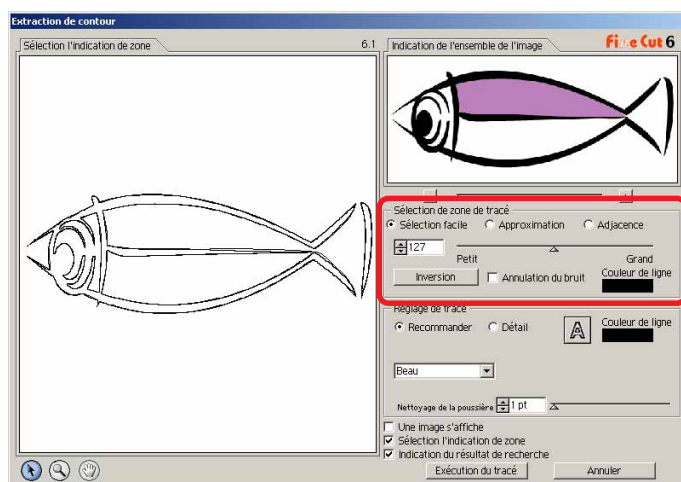 Extraction de contour
Sélection l'indication de zone 6.1
Indication de l'ensemble de l'image
Fine Cut 6
Sélection de zone de tracé
Sélection facile Approximation Adjacence
127
Petit Grand
Inversion Annulation du bruit Couleur de ligne
Réglage de tracé
Recommander Détail A Couleur de ligne
Beau
Nettoyage de la poussière 1 pt
Une image s'affiche
Sélection l'indication de zone
Indication du résultat de recherche
Exécution du tracé Annuler